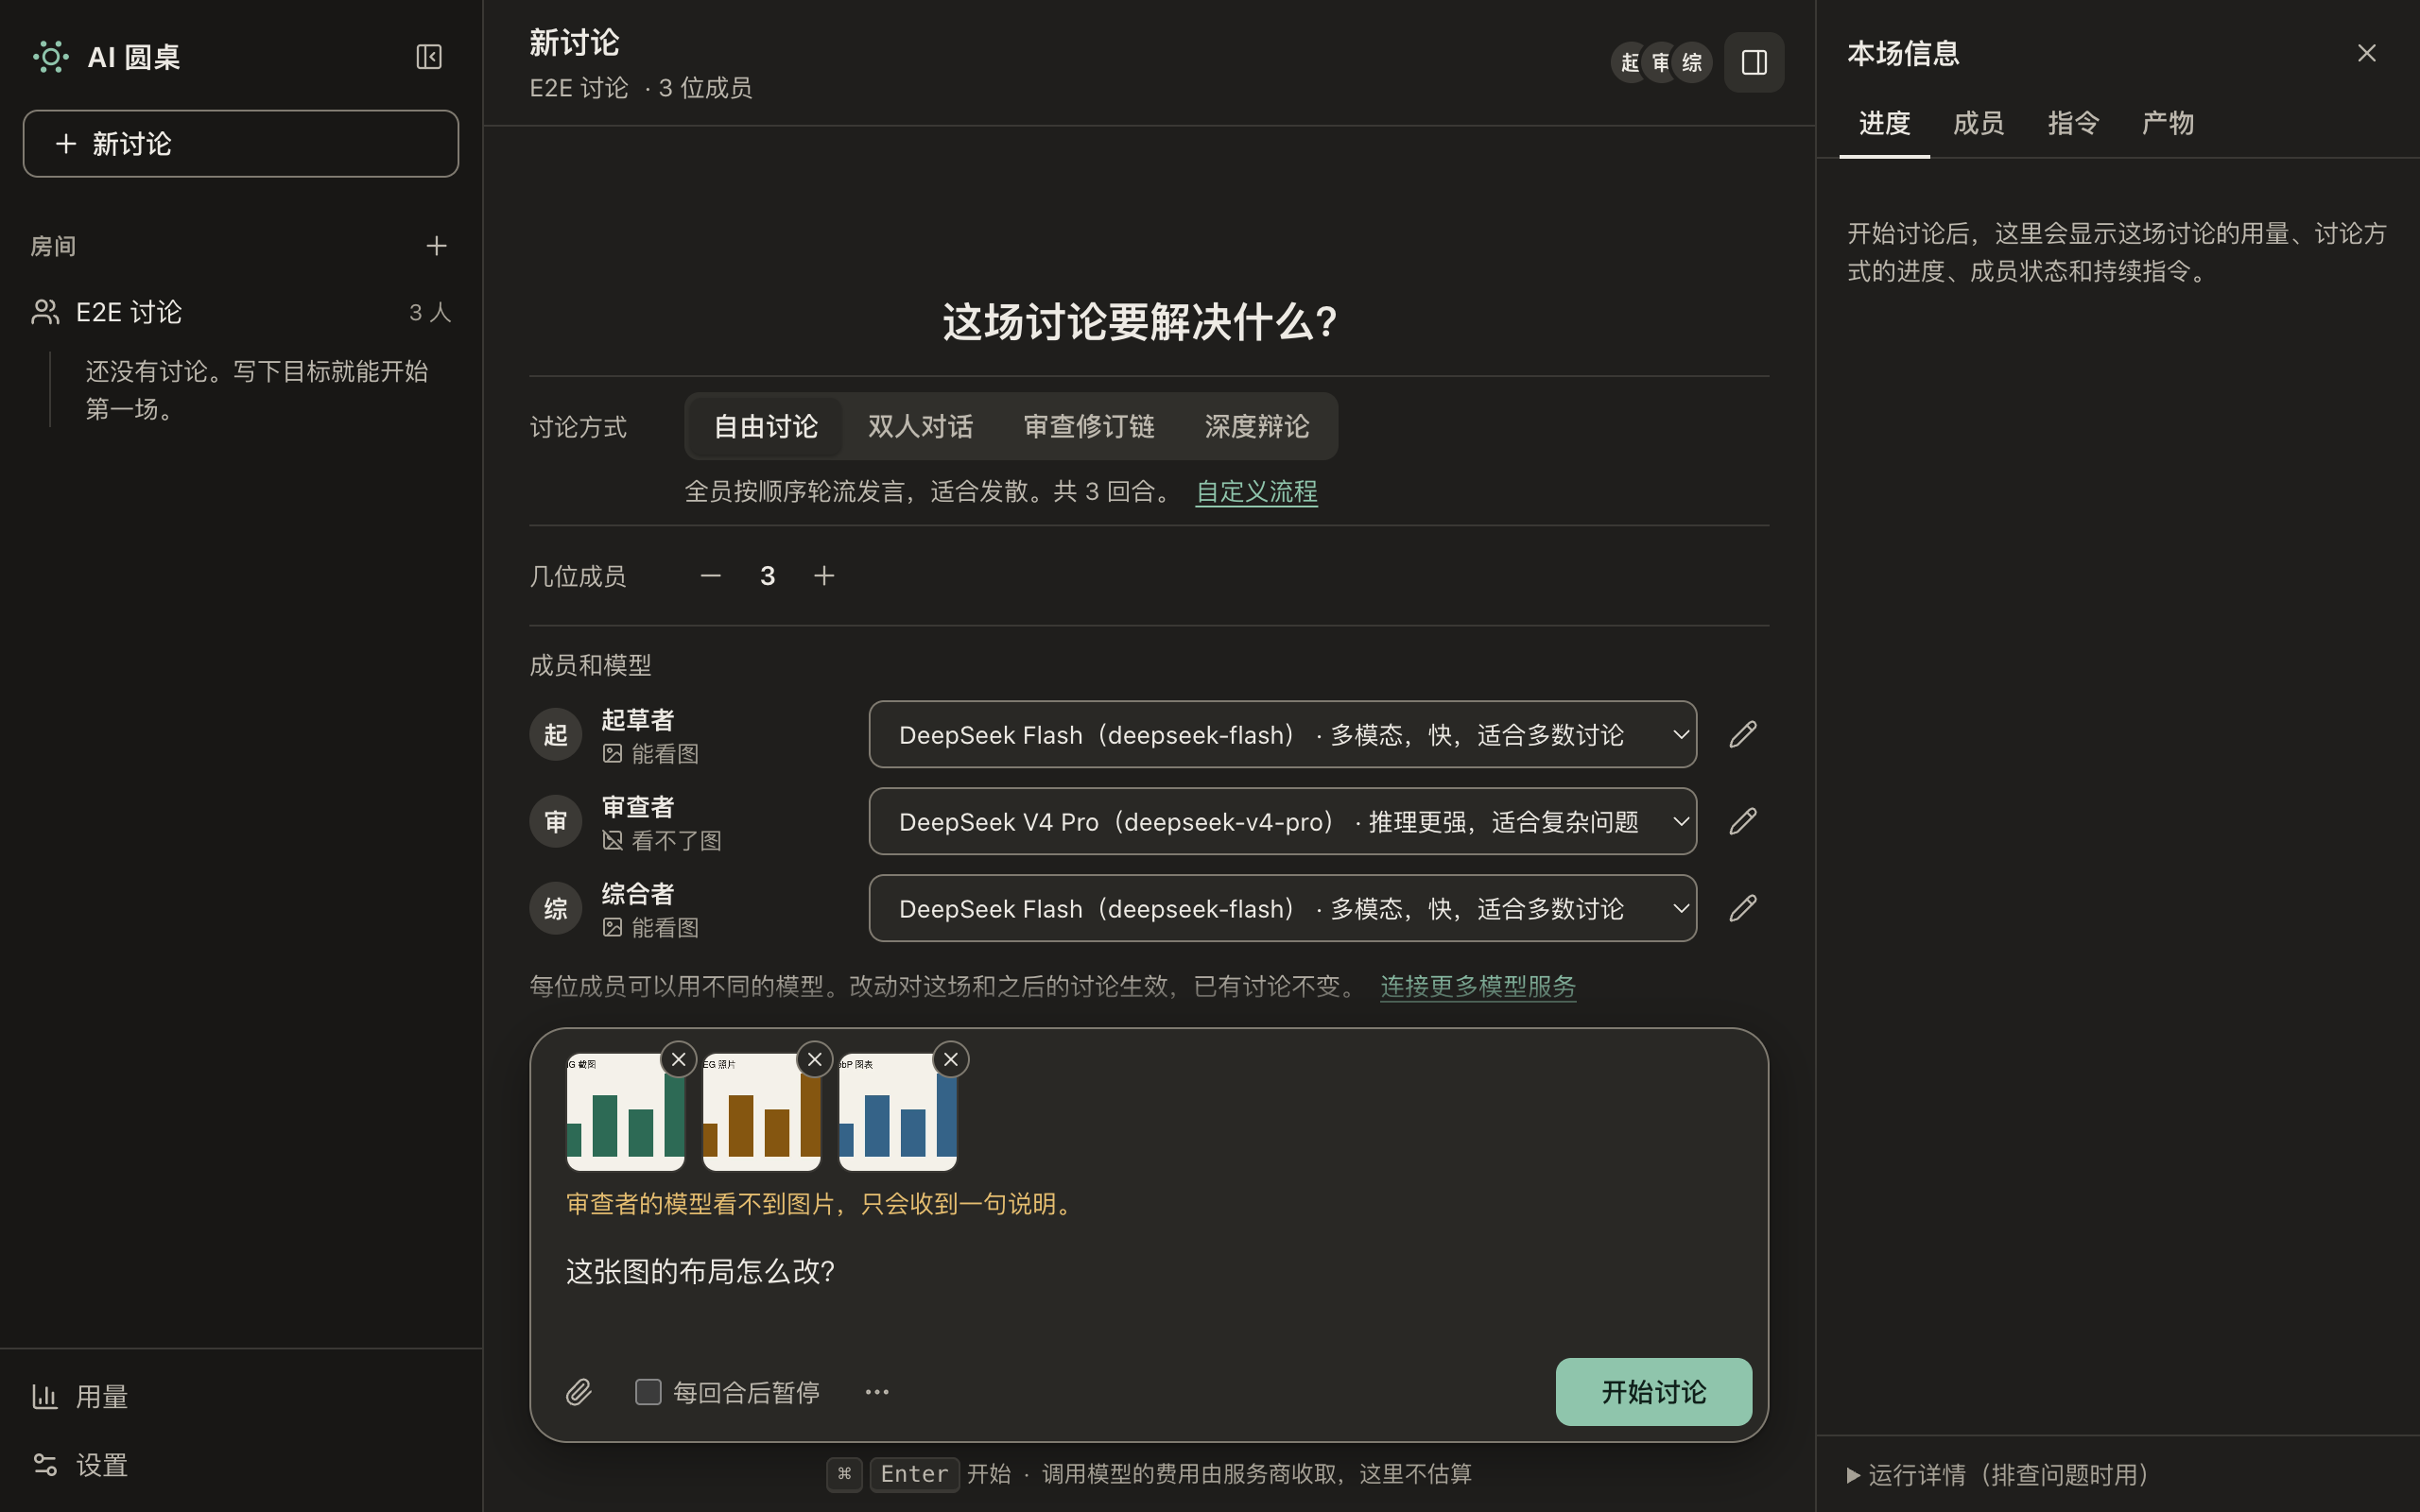 AI 圆桌
新讨论
房间
E2E 讨论
3 人
还没有讨论。写下目标就能开始
第一场。
用量
设置
新讨论
E2E 讨论 · 3 位成员
起 审 综
这场讨论要解决什么?
讨论方式
自由讨论 双人对话 审查修订链 深度辩论
全员按顺序轮流发言，适合发散。共 3 回合。 自定义流程
几位成员
3
成员和模型
起
起草者
能看图
DeepSeek Flash（deepseek-flash） · 多模态，快，适合多数讨论
审
审查者
看不了图
DeepSeek V4 Pro（deepseek-v4-pro） · 推理更强，适合复杂问题
综
综合者
能看图
DeepSeek Flash（deepseek-flash） · 多模态，快，适合多数讨论
每位成员可以用不同的模型。改动对这场和之后的讨论生效，已有讨论不变。 连接更多模型服务
G 截图
EG 照片
bP 图表
审查者的模型看不到图片，只会收到一句说明。
这张图的布局怎么改?
每回合后暂停
开始讨论
⌘ Enter 开始 · 调用模型的费用由服务商收取，这里不估算
本场信息
进度 成员 指令 产物
开始讨论后，这里会显示这场讨论的用量、讨论方
式的进度、成员状态和持续指令。
运行详情（排查问题时用）